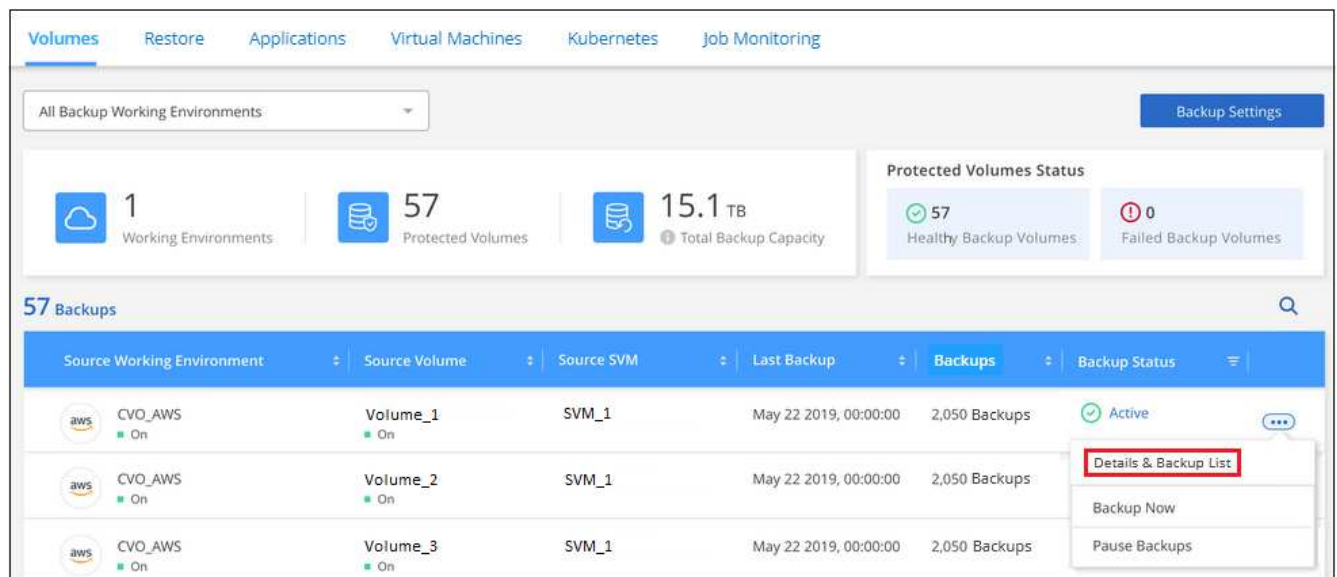 Volumes Restore Applications Virtual Machines Kubernetes Job Monitoring
All Backup Working Environments
Backup Settings
1
Working Environments
57
Protected Volumes
15.1 TB
Total Backup Capacity
Protected Volumes Status
57
Healthy Backup Volumes
0
Failed Backup Volumes
57 Backups
Source Working Environment Source Volume Source SVM Last Backup Backups Backup Status
aws CVO_AWS Volume_1 SVM_1 May 22 2019, 00:00:00 2,050 Backups Active
On On
Details & Backup List
aws CVO_AWS Volume_2 SVM_1 May 22 2019, 00:00:00 2,050 Backups
On On
Backup Now
aws CVO_AWS Volume_3 SVM_1 May 22 2019, 00:00:00 2,050 Backups
Pause Backups
On On